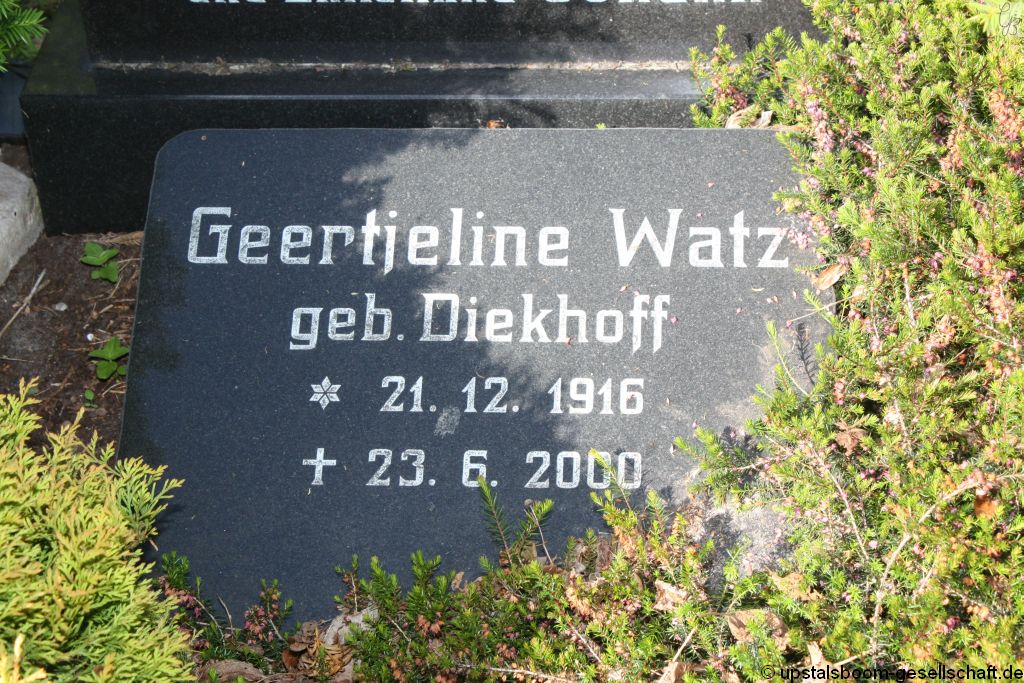 Geertjeline Watz
geb. Diekhoff
* 21. 12. 1916
† 23. 6. 2000
© upstalsboom-gesellschaft.de